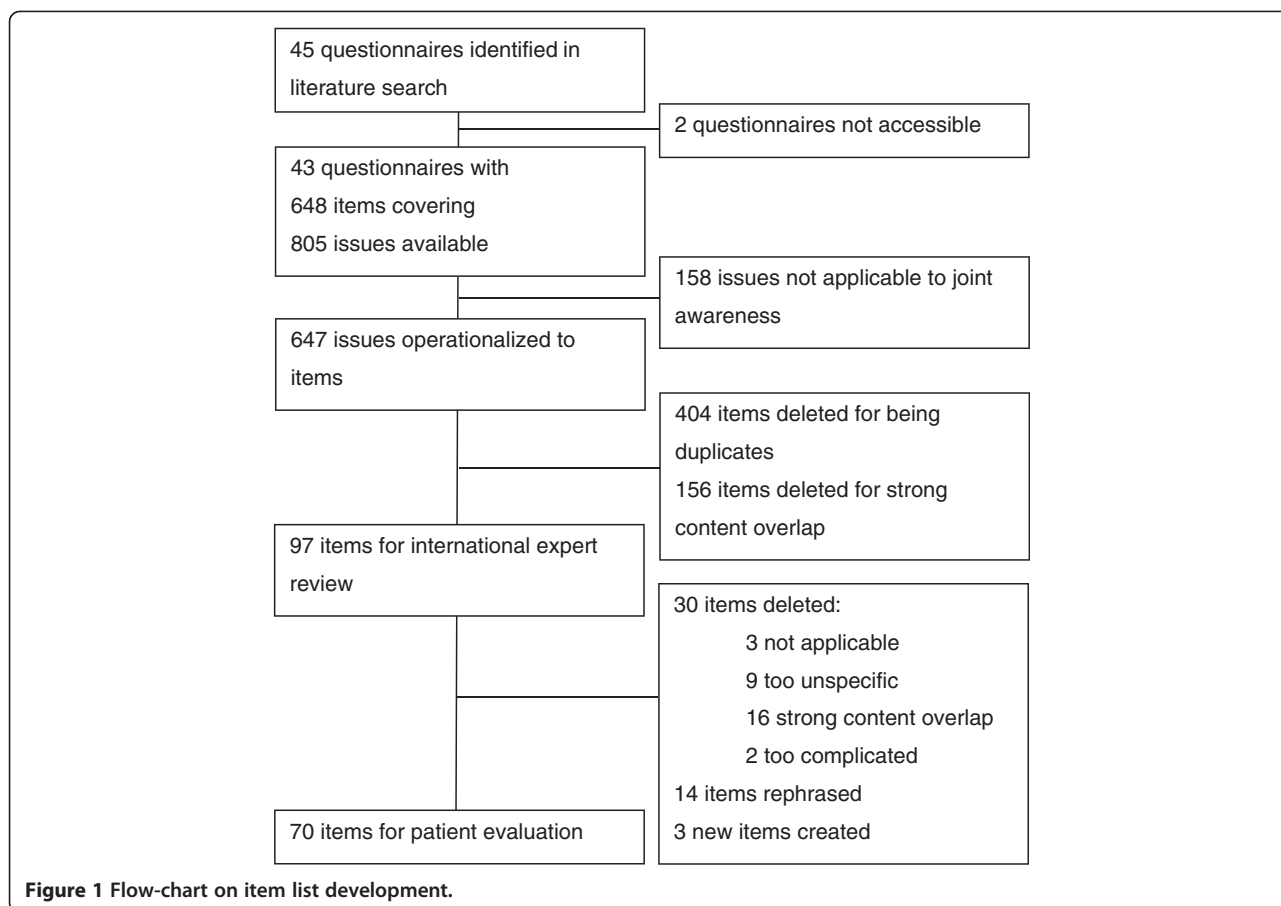 45 questionnaires identified in
literature search
2 questionnaires not accessible
43 questionnaires with
648 items covering
805 issues available
158 issues not applicable to joint
awareness
647 issues operationalized to
items
404 items deleted for being
duplicates
156 items deleted for strong
content overlap
97 items for international expert
review
30 items deleted:
3 not applicable
9 too unspecific
16 strong content overlap
2 too complicated
14 items rephrased
3 new items created
70 items for patient evaluation
Figure 1 Flow-chart on item list development.